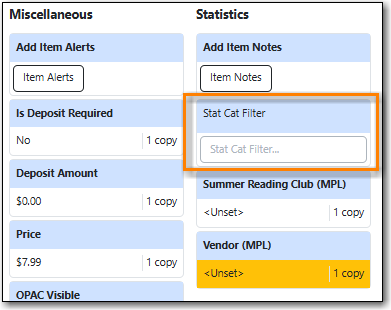 Miscellaneous
Add Item Alerts
Item Alerts
Is Deposit Required
No 1 copy
Deposit Amount
$0.00 1 copy
Price
$7.99 1 copy
OPAC Visible
Statistics
Add Item Notes
Item Notes
Stat Cat Filter
Stat Cat Filter...
Summer Reading Club (MPL)
<Unset> 1 copy
Vendor (MPL)
<Unset> 1 copy